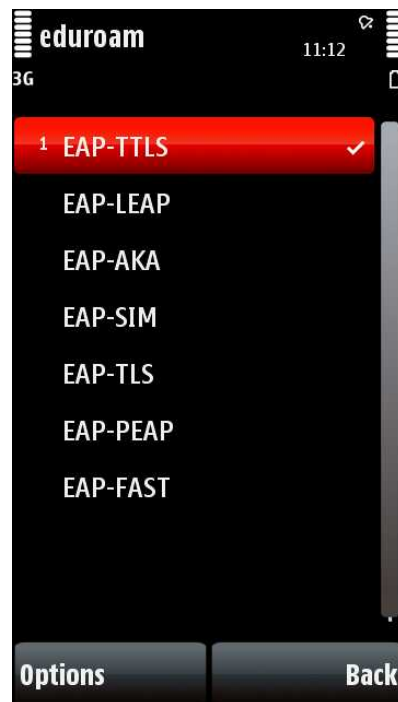 eduroam
11:12
3G
1 EAP-TTLS
EAP-LEAP
EAP-AKA
EAP-SIM
EAP-TLS
EAP-PEAP
EAP-FAST
Options Back